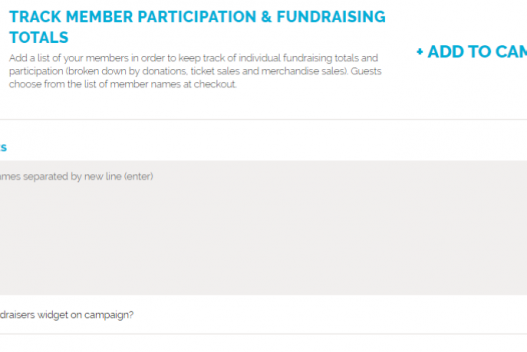 TRACK MEMBER PARTICIPATION & FUNDRAISING
TOTALS
Add a list of your members in order to keep track of individual fundraising totals and
participation (broken down by donations, ticket sales and merchandise sales). Guests
choose from the list of member names at checkout.
+ ADD TO CAM
s
ames separated by new line (enter)
draisers widget on campaign?